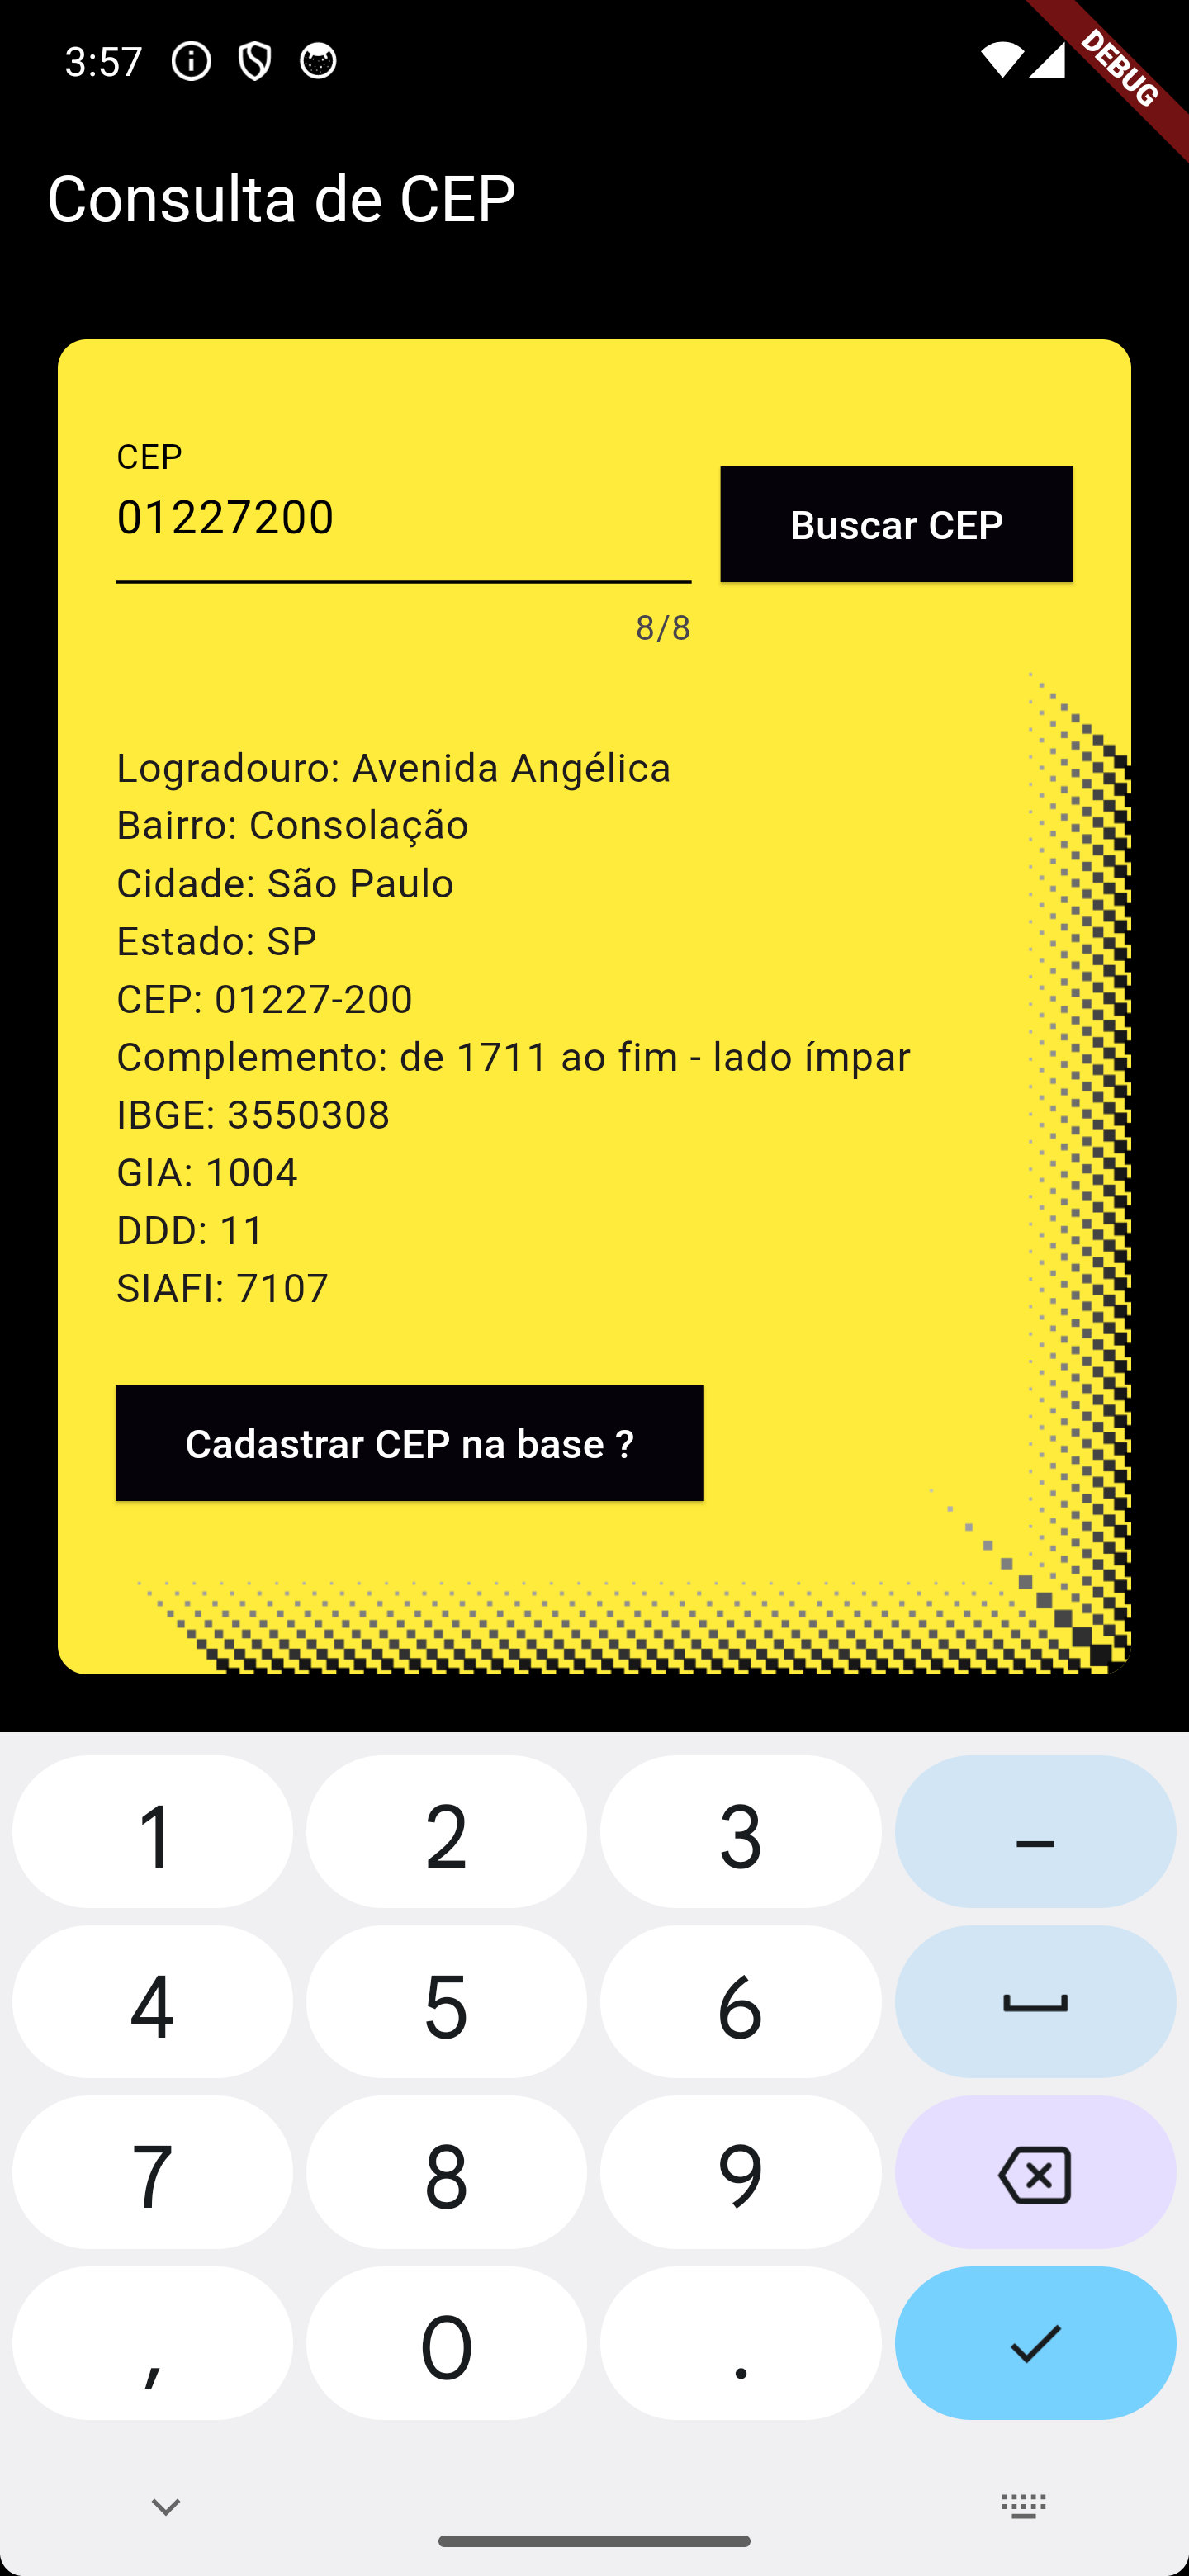 3:57
DEBUG
Consulta de CEP
CEP
01227200
Buscar CEP
8/8
Logradouro: Avenida Angélica
Bairro: Consolação
Cidade: São Paulo
Estado: SP
CEP: 01227-200
Complemento: de 1711 ao fim - lado ímpar
IBGE: 3550308
GIA: 1004
DDD: 11
SIAFI: 7107
Cadastrar CEP na base ?
1 2 3 –
4 5 6
7 8 9
, 0 .